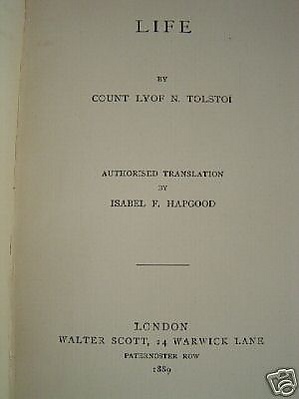 LIFE
BY
COUNT LYOF N. TOLSTOI
AUTHORISED TRANSLATION
BY
ISABEL F. HAPGOOD
LONDON
WALTER SCOTT, 24 WARWICK LANE
PATERNOSTER ROW
1889